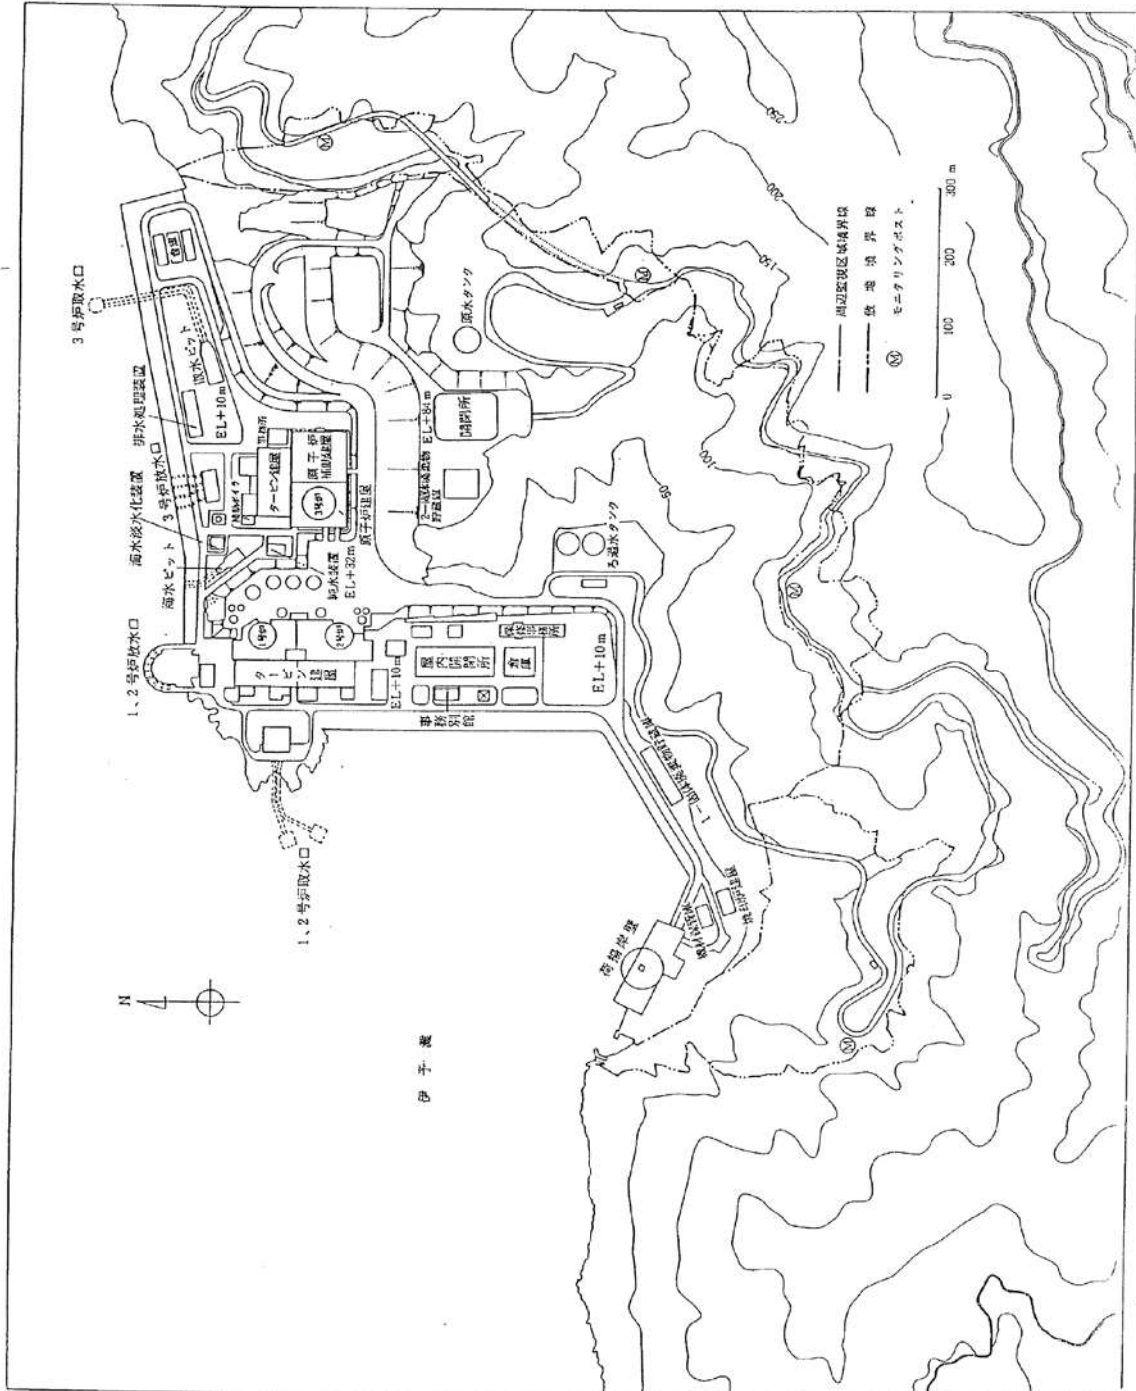 3号炉取水口
排水処理装置
3号炉放水口
海水淡水化装置
海水ピット
1、2号炉放水口
1、2号炉取水口
取水ピット
EL+10m
タービン建屋
原子炉
補助建屋
3号炉
原子炉建屋
純水装置
EL+32m
1号炉
2号炉
タービン建屋
EL+10m
屋内開閉所
倉庫
事務別館
EL+10m
EL+84m
開閉所
原水タンク
ろ過水タンク
荷揚岸壁
N
伊予灘
250
200
150
100
50
周辺監視区域境界線
敷地境界線
Ⓜ モニタリングポスト
0 100 200 300 m
Ⓜ
Ⓜ
Ⓜ
Ⓜ